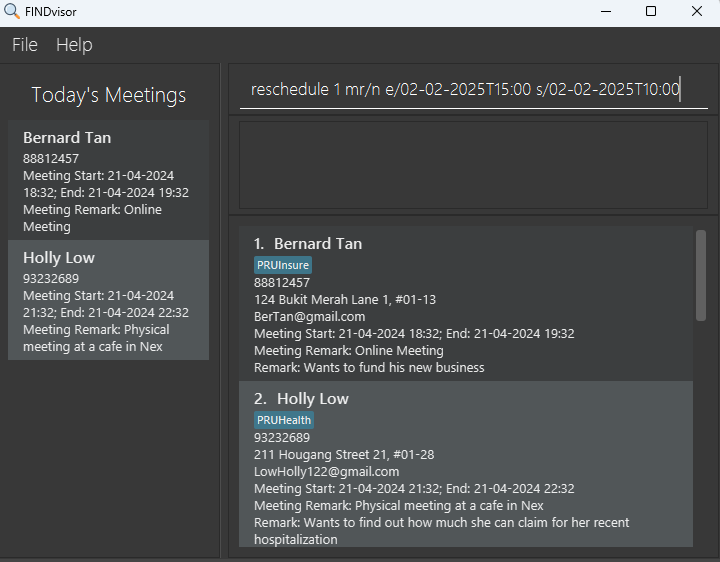 FINDvisor
File Help
Today's Meetings
Bernard Tan
88812457
Meeting Start: 21-04-2024
18:32; End: 21-04-2024 19:32
Meeting Remark: Online
Meeting
Holly Low
93232689
Meeting Start: 21-04-2024
21:32; End: 21-04-2024 22:32
Meeting Remark: Physical
meeting at a cafe in Nex
reschedule 1 mr/n e/02-02-2025T15:00 s/02-02-2025T10:00
1. Bernard Tan
PRUInsure
88812457
124 Bukit Merah Lane 1, #01-13
BerTan@gmail.com
Meeting Start: 21-04-2024 18:32; End: 21-04-2024 19:32
Meeting Remark: Online Meeting
Remark: Wants to fund his new business
2. Holly Low
PRUHealth
93232689
211 Hougang Street 21, #01-28
LowHolly122@gmail.com
Meeting Start: 21-04-2024 21:32; End: 21-04-2024 22:32
Meeting Remark: Physical meeting at a cafe in Nex
Remark: Wants to find out how much she can claim for her recent
hospitalization